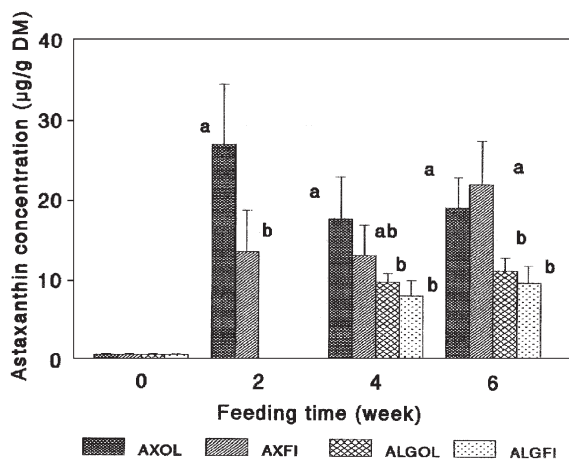 Astaxanthin concentration (µg/g DM)
40
30
20
10
0
a
b
a
ab
b
b
a
a
b
b
0 2 4 6
Feeding time (week)
AXOL AXFI ALGOL ALGFI